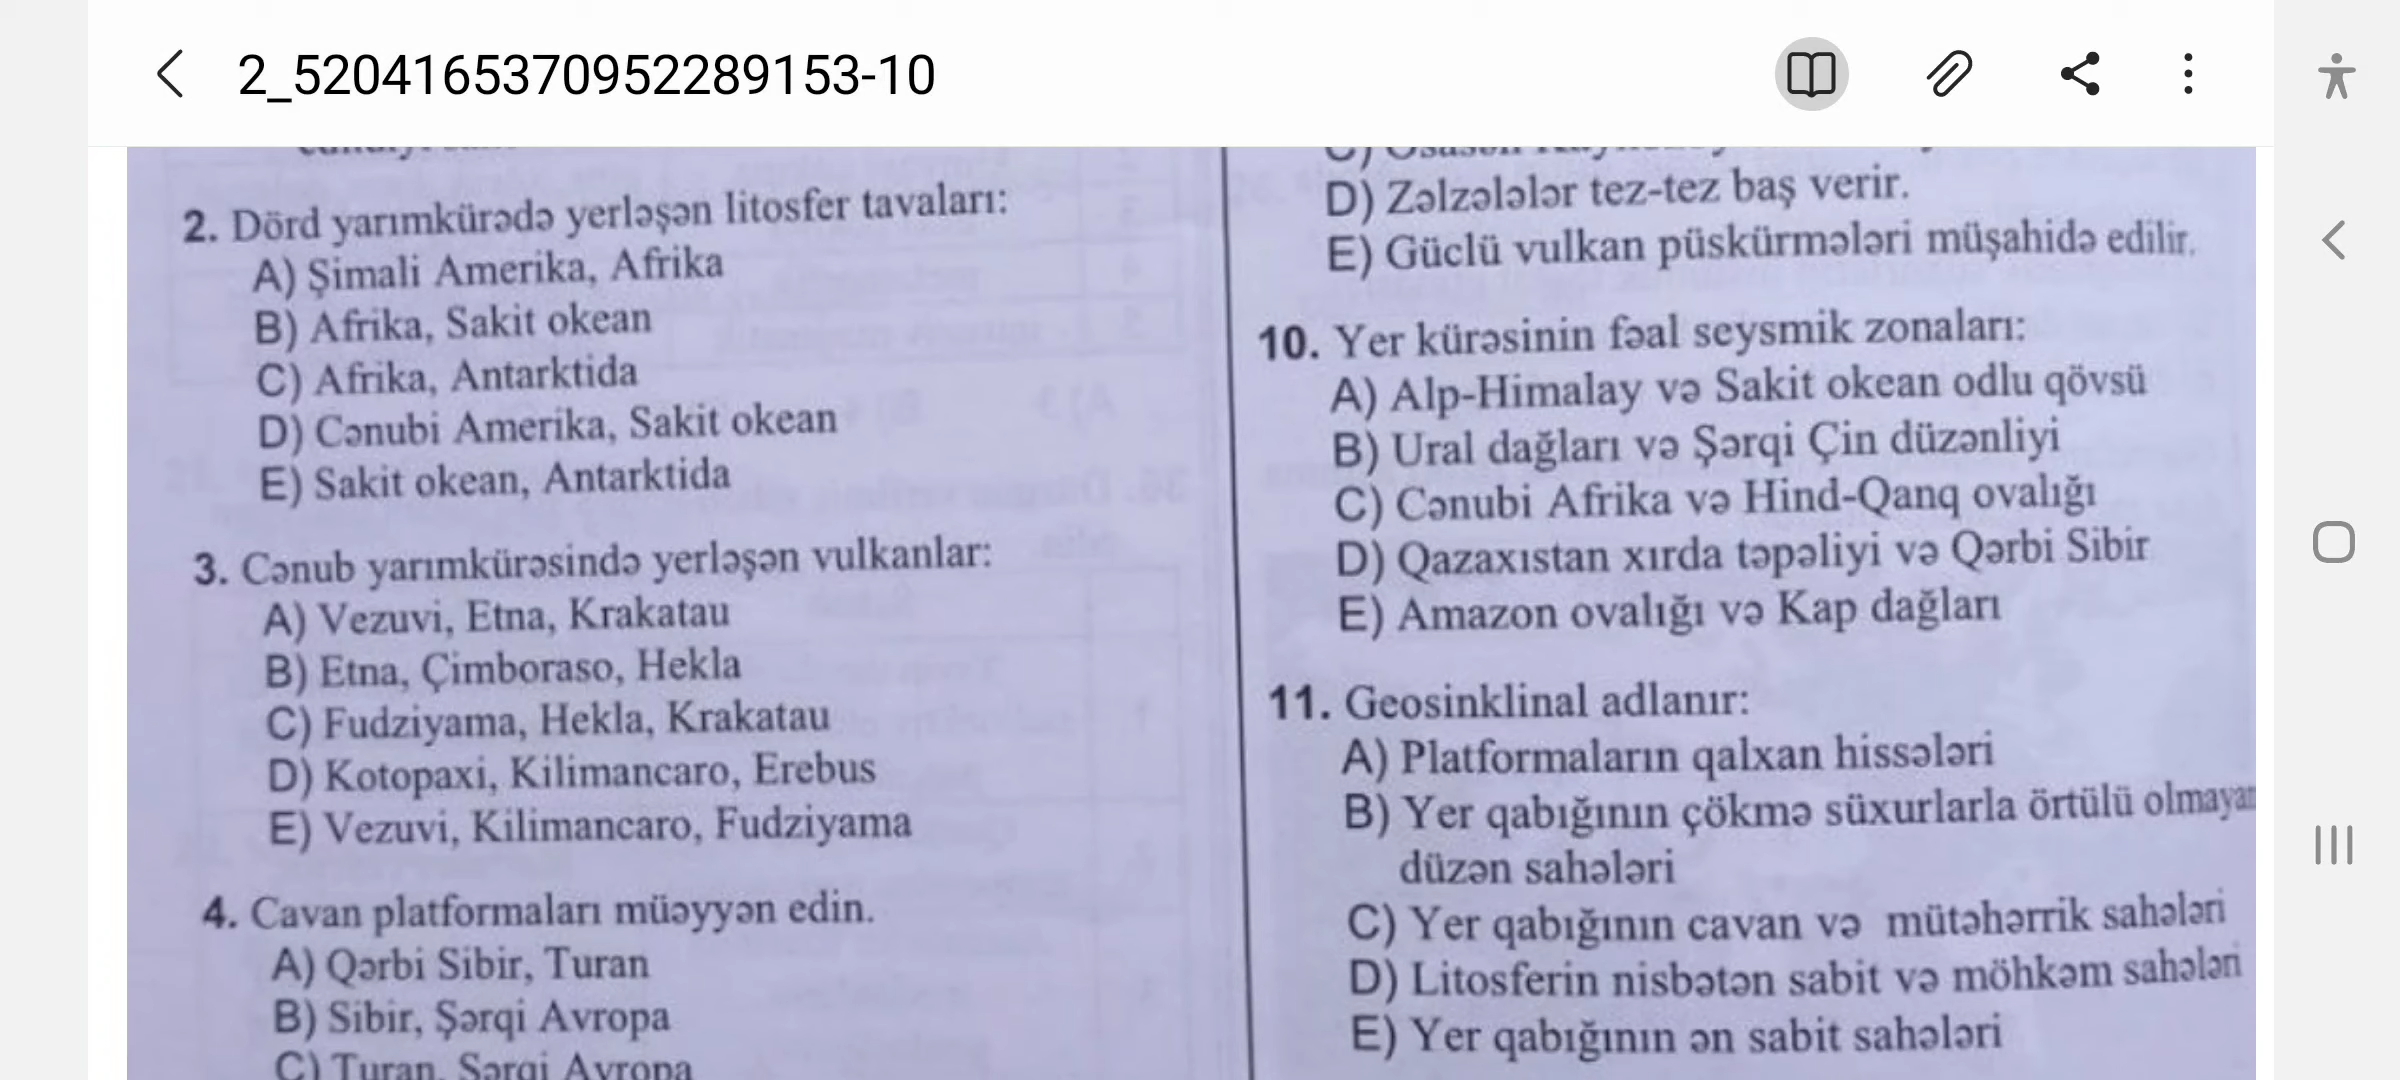 2_5204165370952289153-10
2. Dörd yarımkürədə yerləşən litosfer tavaları:
A) Şimali Amerika, Afrika
B) Afrika, Sakit okean
C) Afrika, Antarktida
D) Cənubi Amerika, Sakit okean
E) Sakit okean, Antarktida
3. Cənub yarımkürəsində yerləşən vulkanlar:
A) Vezuvi, Etna, Krakatau
B) Etna, Çimboraso, Hekla
C) Fudziyama, Hekla, Krakatau
D) Kotopaxi, Kilimancaro, Erebus
E) Vezuvi, Kilimancaro, Fudziyama
4. Cavan platformaları müəyyən edin.
A) Qərbi Sibir, Turan
B) Sibir, Şərqi Avropa
C) Turan, Şərqi Avropa
D) Zəlzələlər tez-tez baş verir.
E) Güclü vulkan püskürmələri müşahidə edilir.
10. Yer kürəsinin fəal seysmik zonaları:
A) Alp-Himalay və Sakit okean odlu qövsü
B) Ural dağları və Şərqi Çin düzənliyi
C) Cənubi Afrika və Hind-Qanq ovalığı
D) Qazaxıstan xırda təpəliyi və Qərbi Sibir
E) Amazon ovalığı və Kap dağları
11. Geosinklinal adlanır:
A) Platformaların qalxan hissələri
B) Yer qabığının çökmə süxurlarla örtülü olmayan
düzən sahələri
C) Yer qabığının cavan və mütəhərrik sahələri
D) Litosferin nisbətən sabit və möhkəm sahələri
E) Yer qabığının ən sabit sahələri